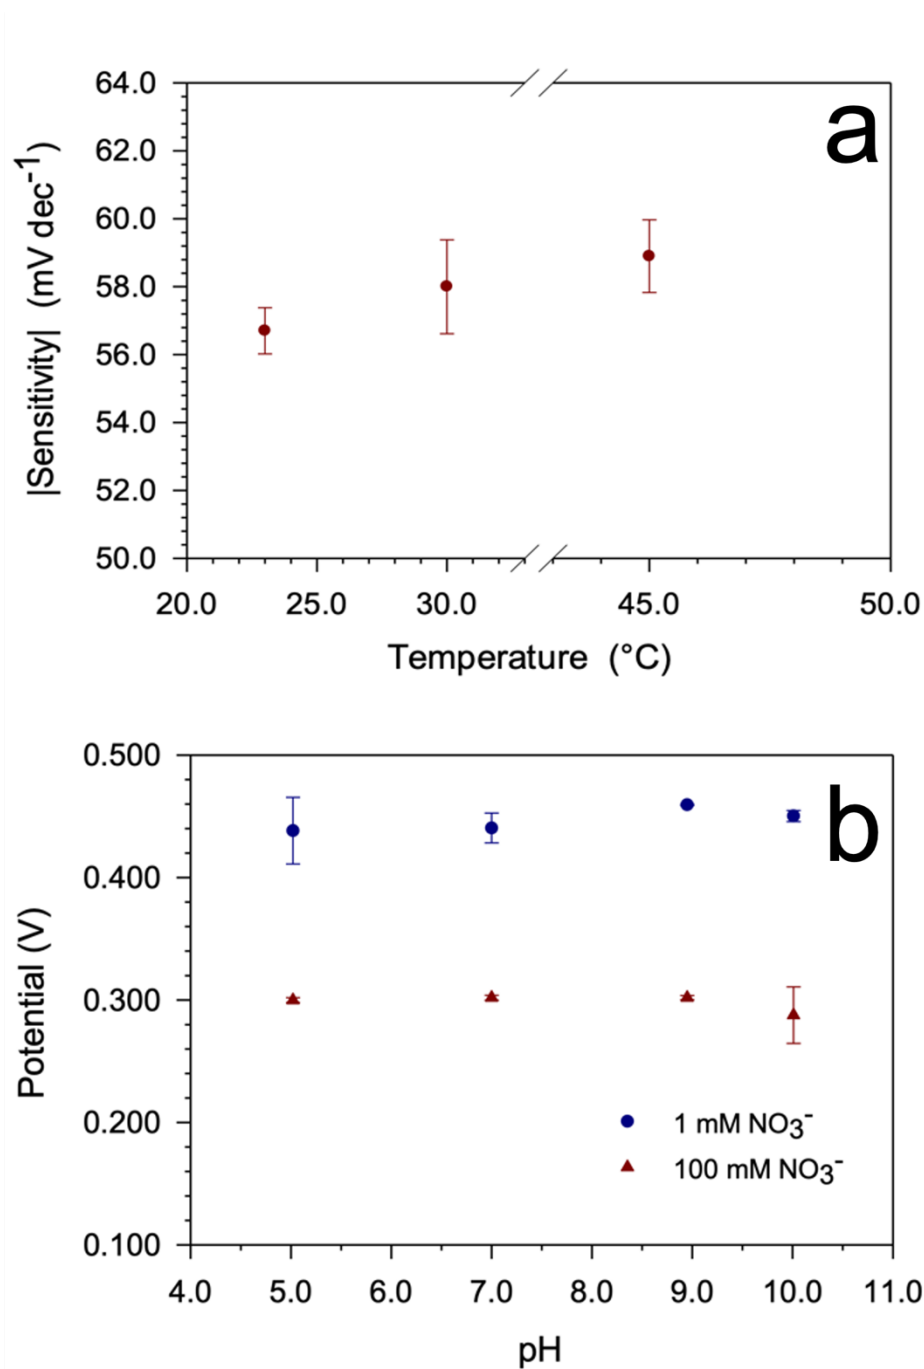 a
64.0
62.0
60.0
58.0
56.0
54.0
52.0
50.0
|Sensitivity| (mV dec⁻¹)
20.0 25.0 30.0 45.0 50.0
Temperature (°C)
b
0.500
0.400
0.300
0.200
0.100
Potential (V)
1 mM NO₃⁻
100 mM NO₃⁻
4.0 5.0 6.0 7.0 8.0 9.0 10.0 11.0
pH